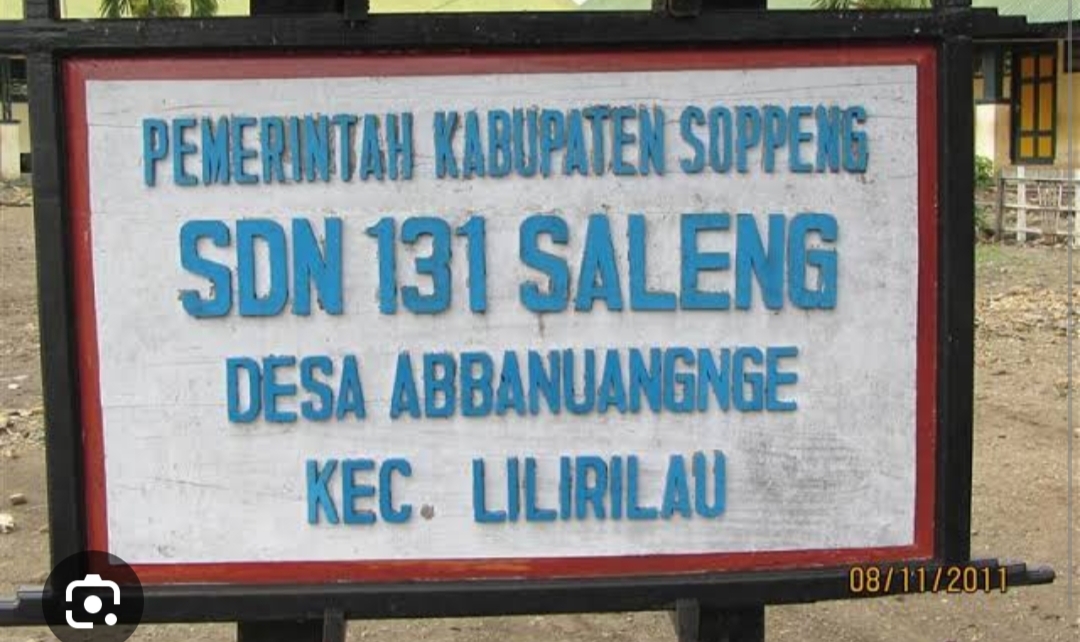 PEMERINTAH KABUPATEN SOPPENG
SDN 131 SALENG
DESA ABBANUANGNGE
KEC. LILIRILAU
08/11/2011